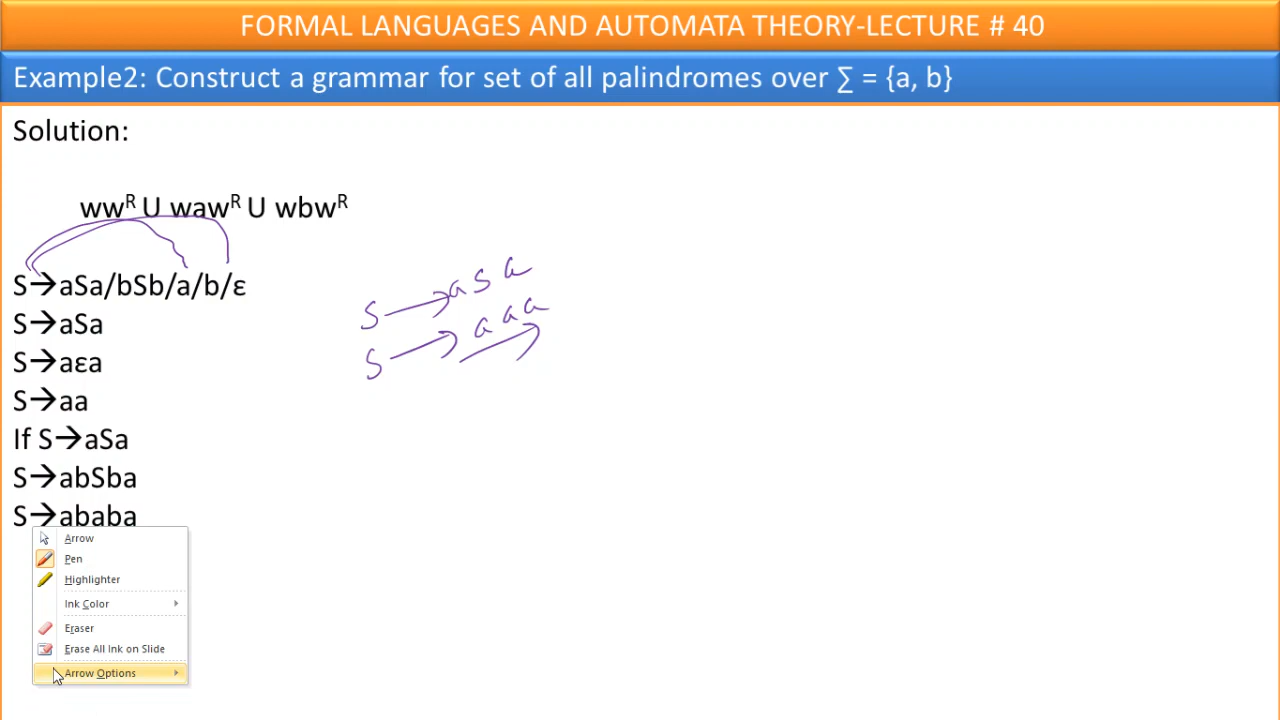 FORMAL LANGUAGES AND AUTOMATA THEORY-LECTURE # 40
Example2: Construct a grammar for set of all palindromes over ∑ = {a, b}
Solution:
wwᴿ U wawᴿ U wbwᴿ
S→aSa/bSb/a/b/ε
S→aSa
S→aεa
S→aa
If S→aSa
S→abSba
S→ababa
S→aSa
S→aaa
Arrow
Pen
Highlighter
Ink Color
Eraser
Erase All Ink on Slide
Arrow Options